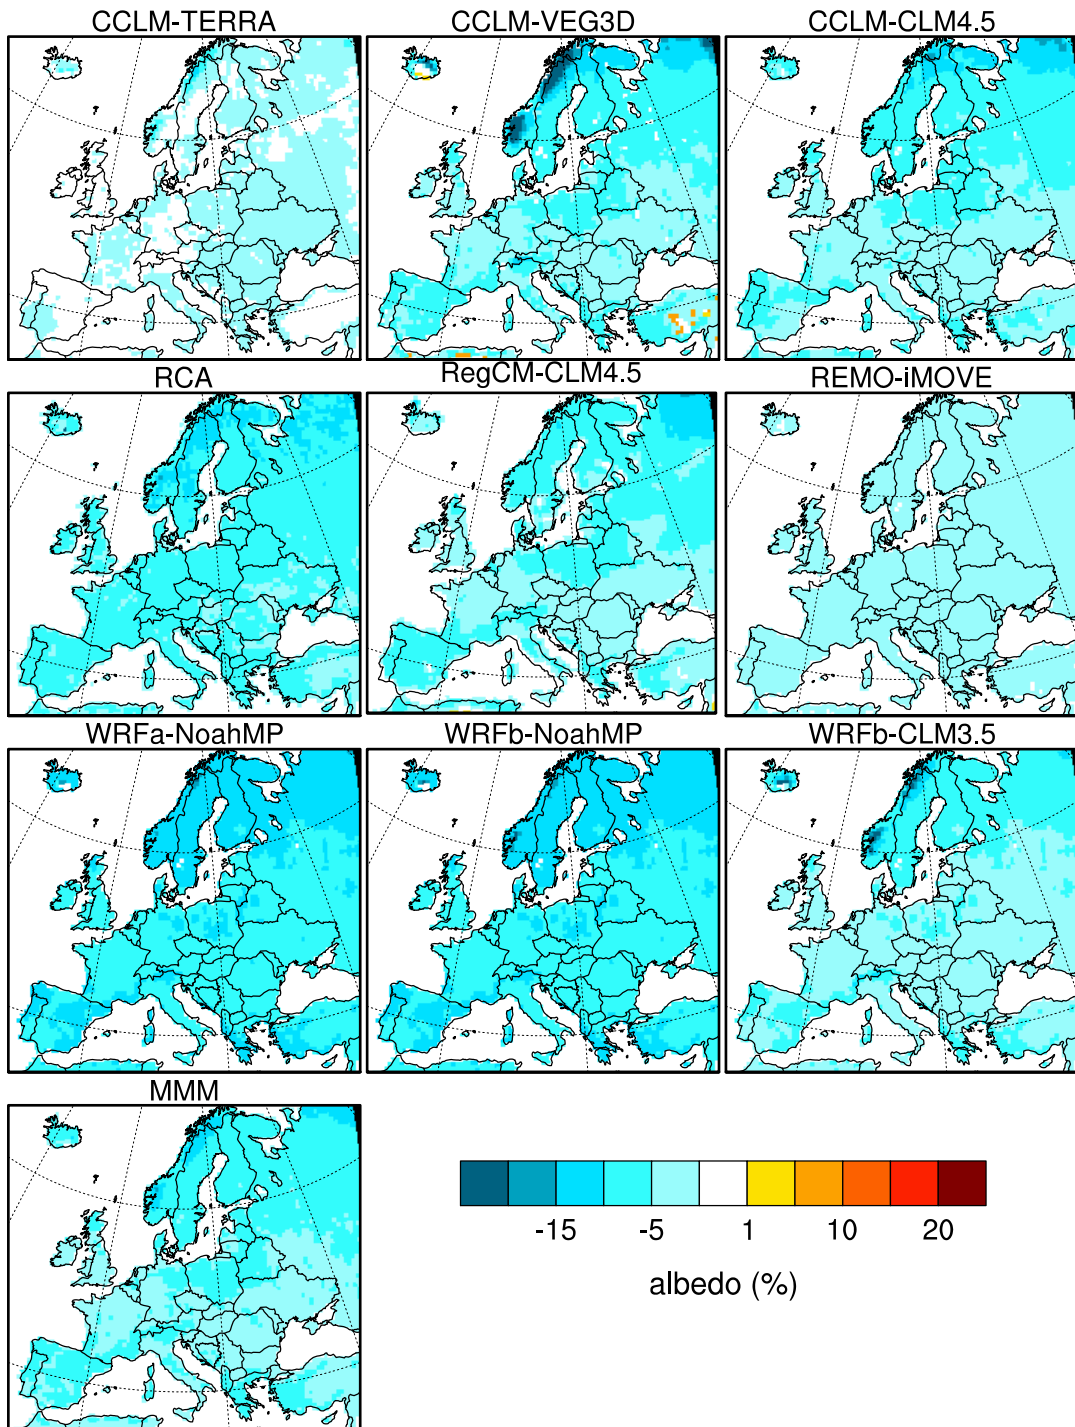 CCLM-TERRA CCLM-VEG3D CCLM-CLM4.5
RCA RegCM-CLM4.5 REMO-iMOVE
WRFa-NoahMP WRFb-NoahMP WRFb-CLM3.5
MMM
-15 -5 1 10 20
albedo (%)